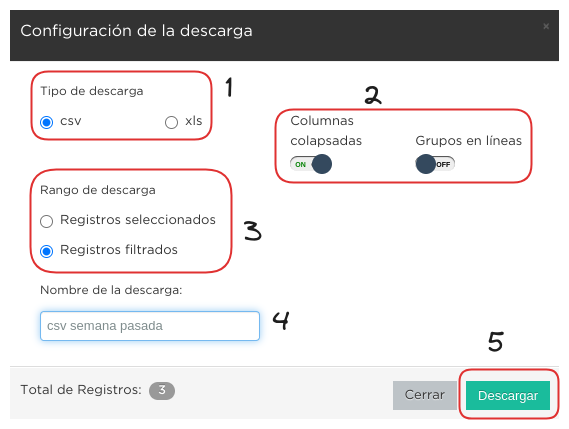 Configuración de la descarga
×
Tipo de descarga
csv
xls
1
Columnas
colapsadas
ON
Grupos en líneas
OFF
2
Rango de descarga
Registros seleccionados
Registros filtrados
3
Nombre de la descarga:
csv semana pasada
4
Total de Registros: 3
Cerrar
Descargar
5